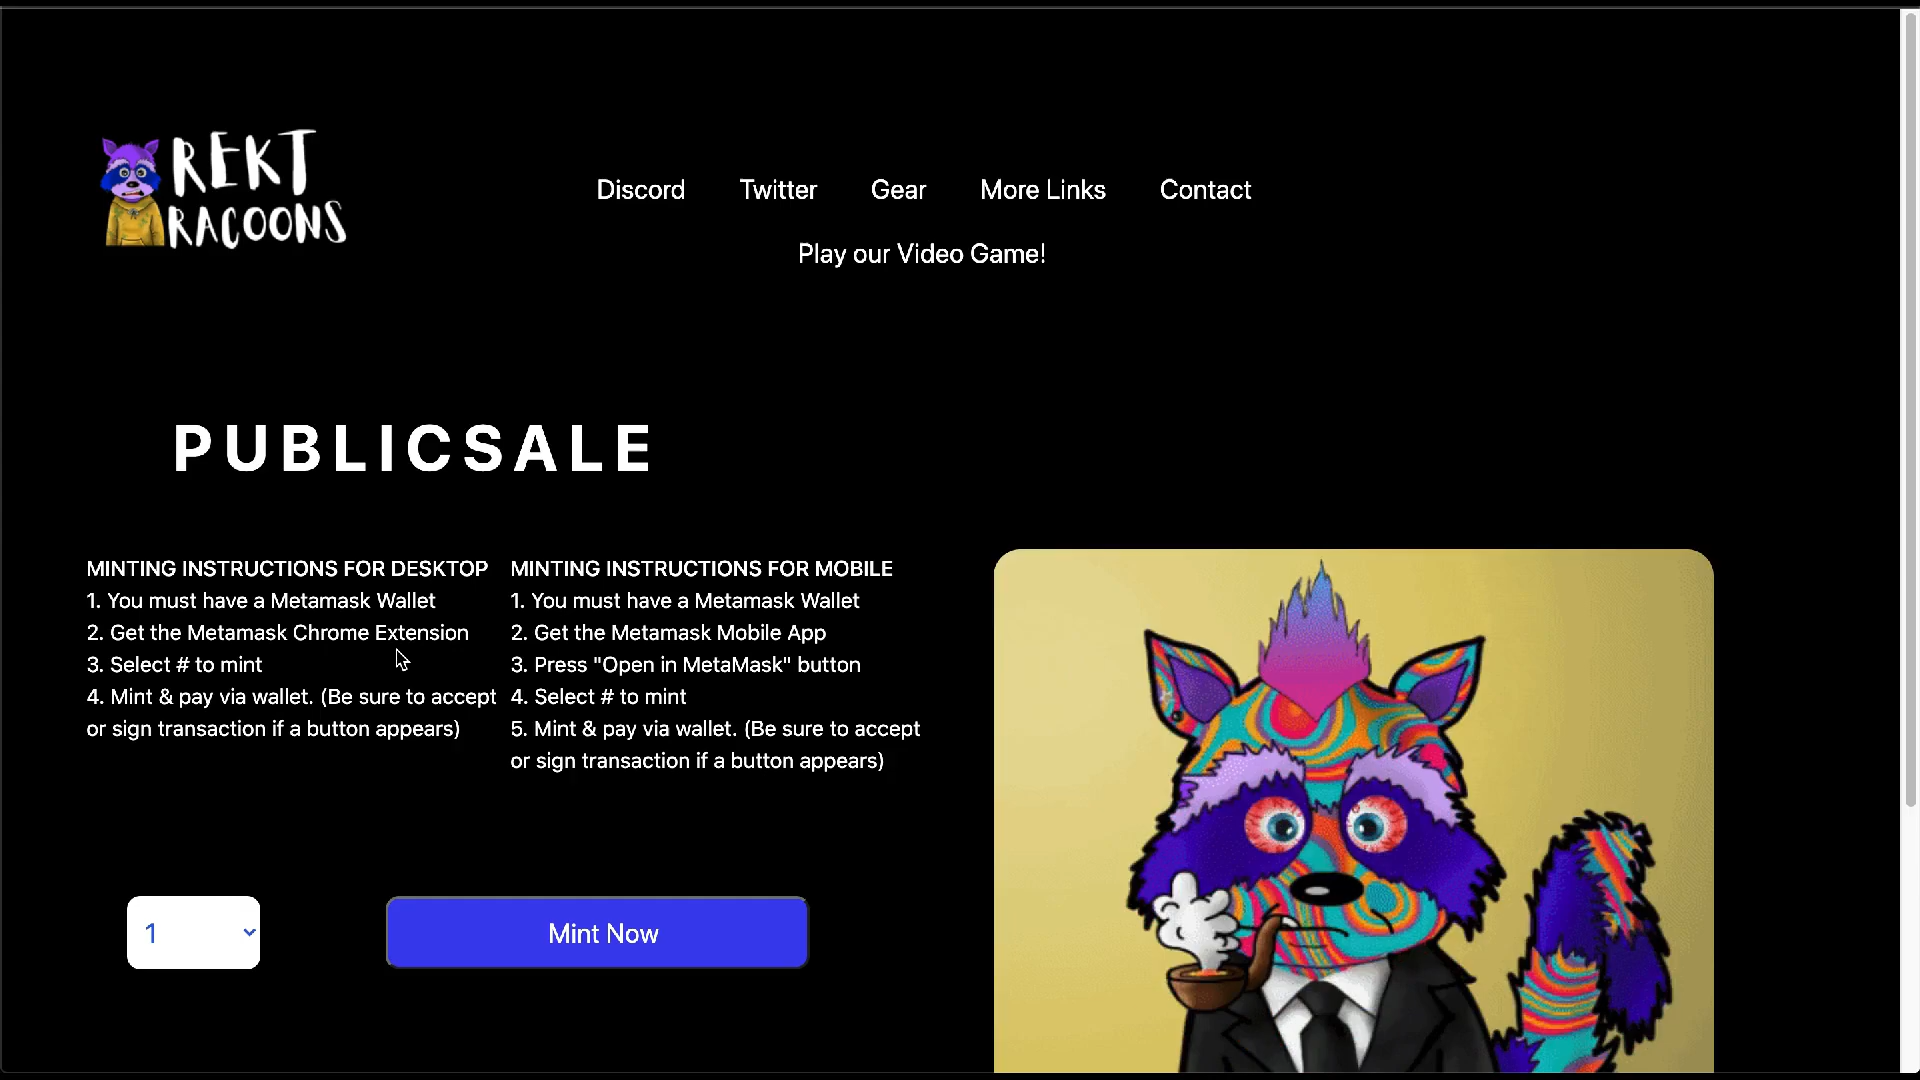 REKT
RACOONS
Discord Twitter Gear More Links Contact
Play our Video Game!
PUBLICSALE
MINTING INSTRUCTIONS FOR DESKTOP
1. You must have a Metamask Wallet
2. Get the Metamask Chrome Extension
3. Select # to mint
4. Mint & pay via wallet. (Be sure to accept
or sign transaction if a button appears)
MINTING INSTRUCTIONS FOR MOBILE
1. You must have a Metamask Wallet
2. Get the Metamask Mobile App
3. Press "Open in MetaMask" button
4. Select # to mint
5. Mint & pay via wallet. (Be sure to accept
or sign transaction if a button appears)
1
Mint Now